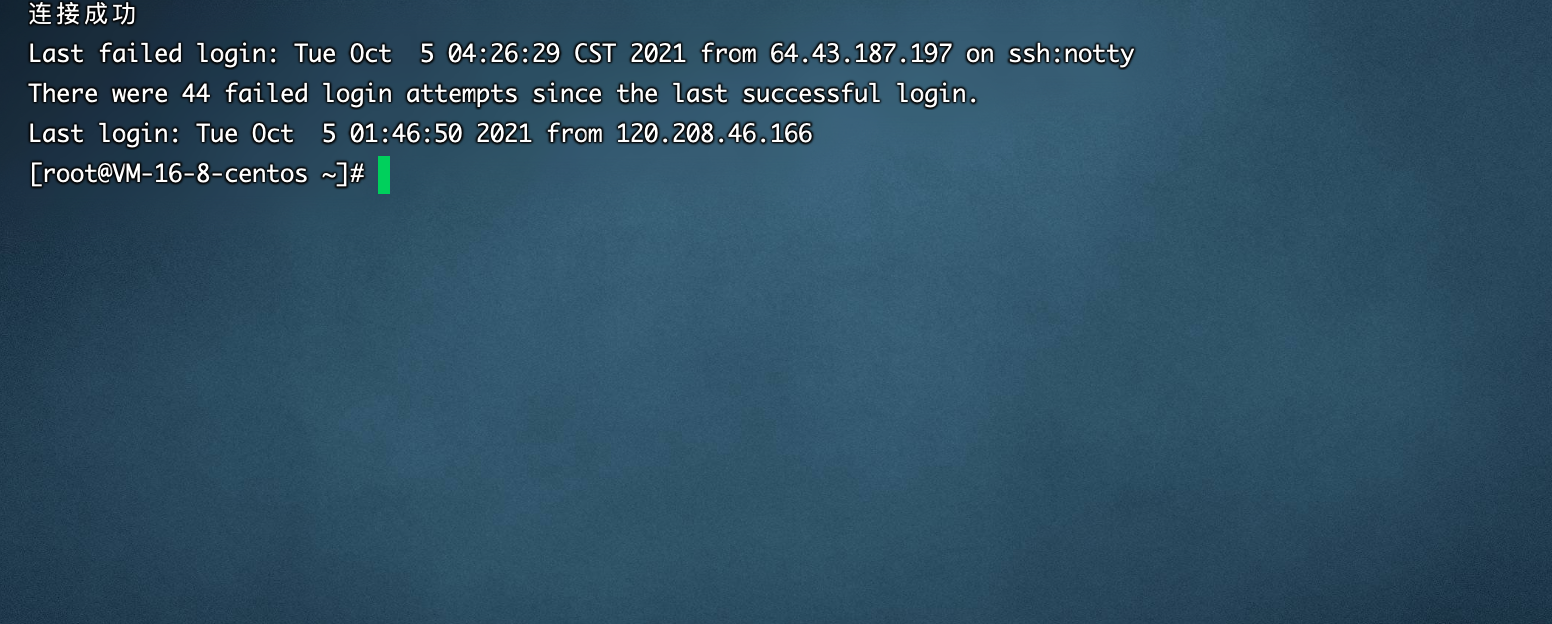 连接成功
Last failed login: Tue Oct  5 04:26:29 CST 2021 from 64.43.187.197 on ssh:notty
There were 44 failed login attempts since the last successful login.
Last login: Tue Oct  5 01:46:50 2021 from 120.208.46.166
[root@VM-16-8-centos ~]#